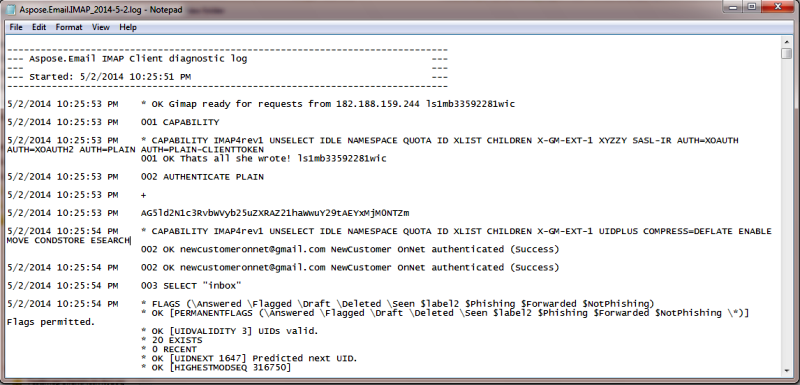 Aspose.Email.IMAP_2014-5-2.log - Notepad
File Edit Format View Help
--------------------------------------------------------------------------------
--- Aspose.Email IMAP Client diagnostic log ---
--- ---
--- Started: 5/2/2014 10:25:51 PM ---
--------------------------------------------------------------------------------
5/2/2014 10:25:53 PM * OK Gimap ready for requests from 182.188.159.244 ls1mb33592281wic
5/2/2014 10:25:53 PM 001 CAPABILITY
5/2/2014 10:25:53 PM * CAPABILITY IMAP4rev1 UNSELECT IDLE NAMESPACE QUOTA ID XLIST CHILDREN X-GM-EXT-1 XYZZY SASL-IR AUTH=XOAUTH
AUTH=XOAUTH2 AUTH=PLAIN AUTH=PLAIN-CLIENTTOKEN
001 OK Thats all she wrote! ls1mb33592281wic
5/2/2014 10:25:53 PM 002 AUTHENTICATE PLAIN
5/2/2014 10:25:53 PM +
5/2/2014 10:25:53 PM AG5ld2N1c3RvbWVyb25uZXRAZ21haWwuY29tAEYxMjM0NTZm
5/2/2014 10:25:54 PM * CAPABILITY IMAP4rev1 UNSELECT IDLE NAMESPACE QUOTA ID XLIST CHILDREN X-GM-EXT-1 UIDPLUS COMPRESS=DEFLATE ENABLE
MOVE CONDSTORE ESEARCH
002 OK newcustomeronnet@gmail.com NewCustomer OnNet authenticated (Success)
5/2/2014 10:25:54 PM 002 OK newcustomeronnet@gmail.com NewCustomer OnNet authenticated (Success)
5/2/2014 10:25:54 PM 003 SELECT "inbox"
5/2/2014 10:25:54 PM * FLAGS (\Answered \Flagged \Draft \Deleted \Seen $label2 $Phishing $Forwarded $NotPhishing)
* OK [PERMANENTFLAGS (\Answered \Flagged \Draft \Deleted \Seen $label2 $Phishing $Forwarded $NotPhishing \*)]
Flags permitted.
* OK [UIDVALIDITY 3] UIDs valid.
* 20 EXISTS
* 0 RECENT
* OK [UIDNEXT 1647] Predicted next UID.
* OK [HIGHESTMODSEQ 316750]